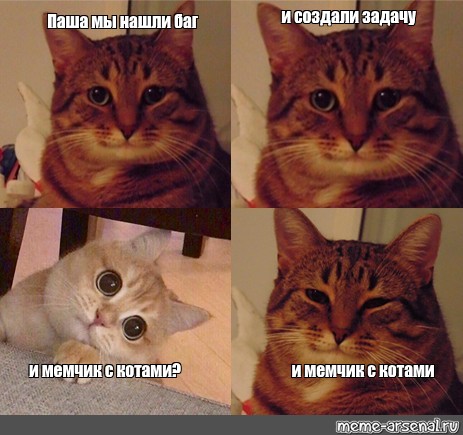 Паша мы нашли баг
и создали задачу
и мемчик с котами?
и мемчик с котами
meme-arsenal.ru